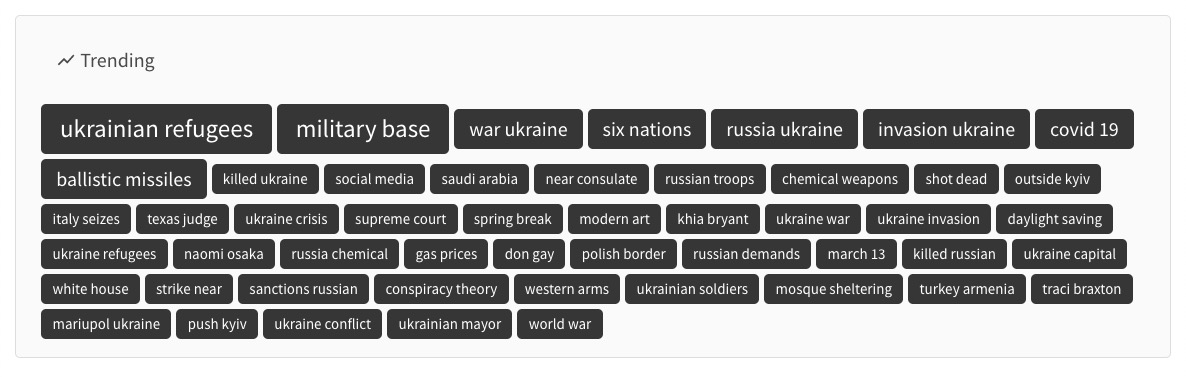 Trending
ukrainian refugees military base war ukraine six nations russia ukraine invasion ukraine covid 19
ballistic missiles killed ukraine social media saudi arabia near consulate russian troops chemical weapons shot dead outside kyiv
italy seizes texas judge ukraine crisis supreme court spring break modern art khia bryant ukraine war ukraine invasion daylight saving
ukraine refugees naomi osaka russia chemical gas prices don gay polish border russian demands march 13 killed russian ukraine capital
white house strike near sanctions russian conspiracy theory western arms ukrainian soldiers mosque sheltering turkey armenia traci braxton
mariupol ukraine push kyiv ukraine conflict ukrainian mayor world war